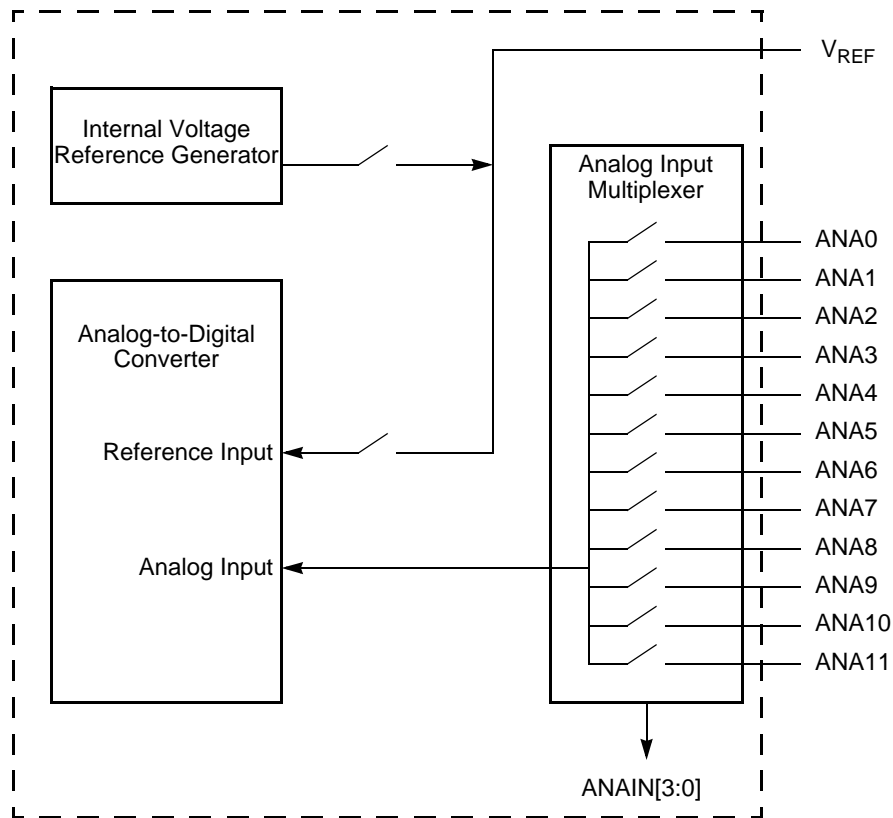 V_REF
Internal Voltage
Reference Generator
Analog Input
Multiplexer
ANA0
ANA1
ANA2
ANA3
ANA4
ANA5
ANA6
ANA7
ANA8
ANA9
ANA10
ANA11
Analog-to-Digital
Converter
Reference Input
Analog Input
ANAIN[3:0]